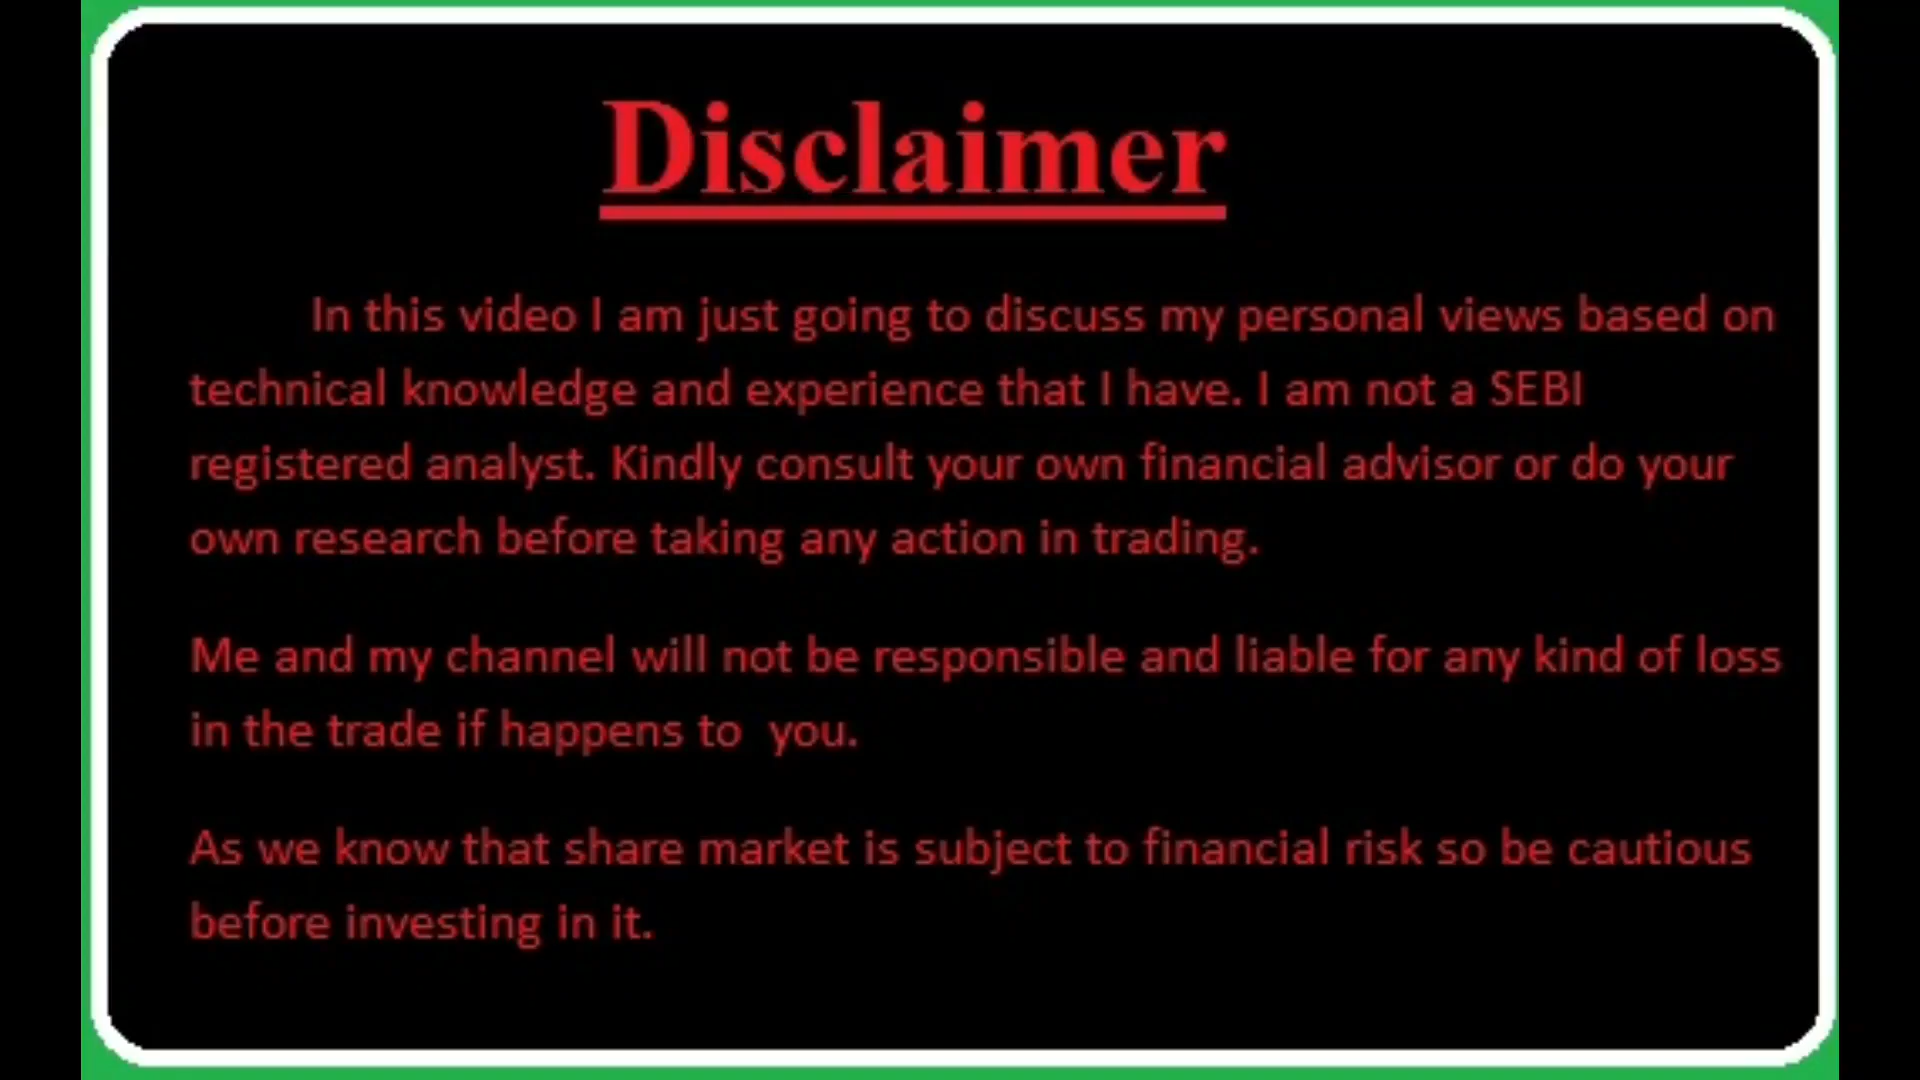 Disclaimer
In this video I am just going to discuss my personal views based on
technical knowledge and experience that I have. I am not a SEBI
registered analyst. Kindly consult your own financial advisor or do your
own research before taking any action in trading.
Me and my channel will not be responsible and liable for any kind of loss
in the trade if happens to  you.
As we know that share market is subject to financial risk so be cautious
before investing in it.